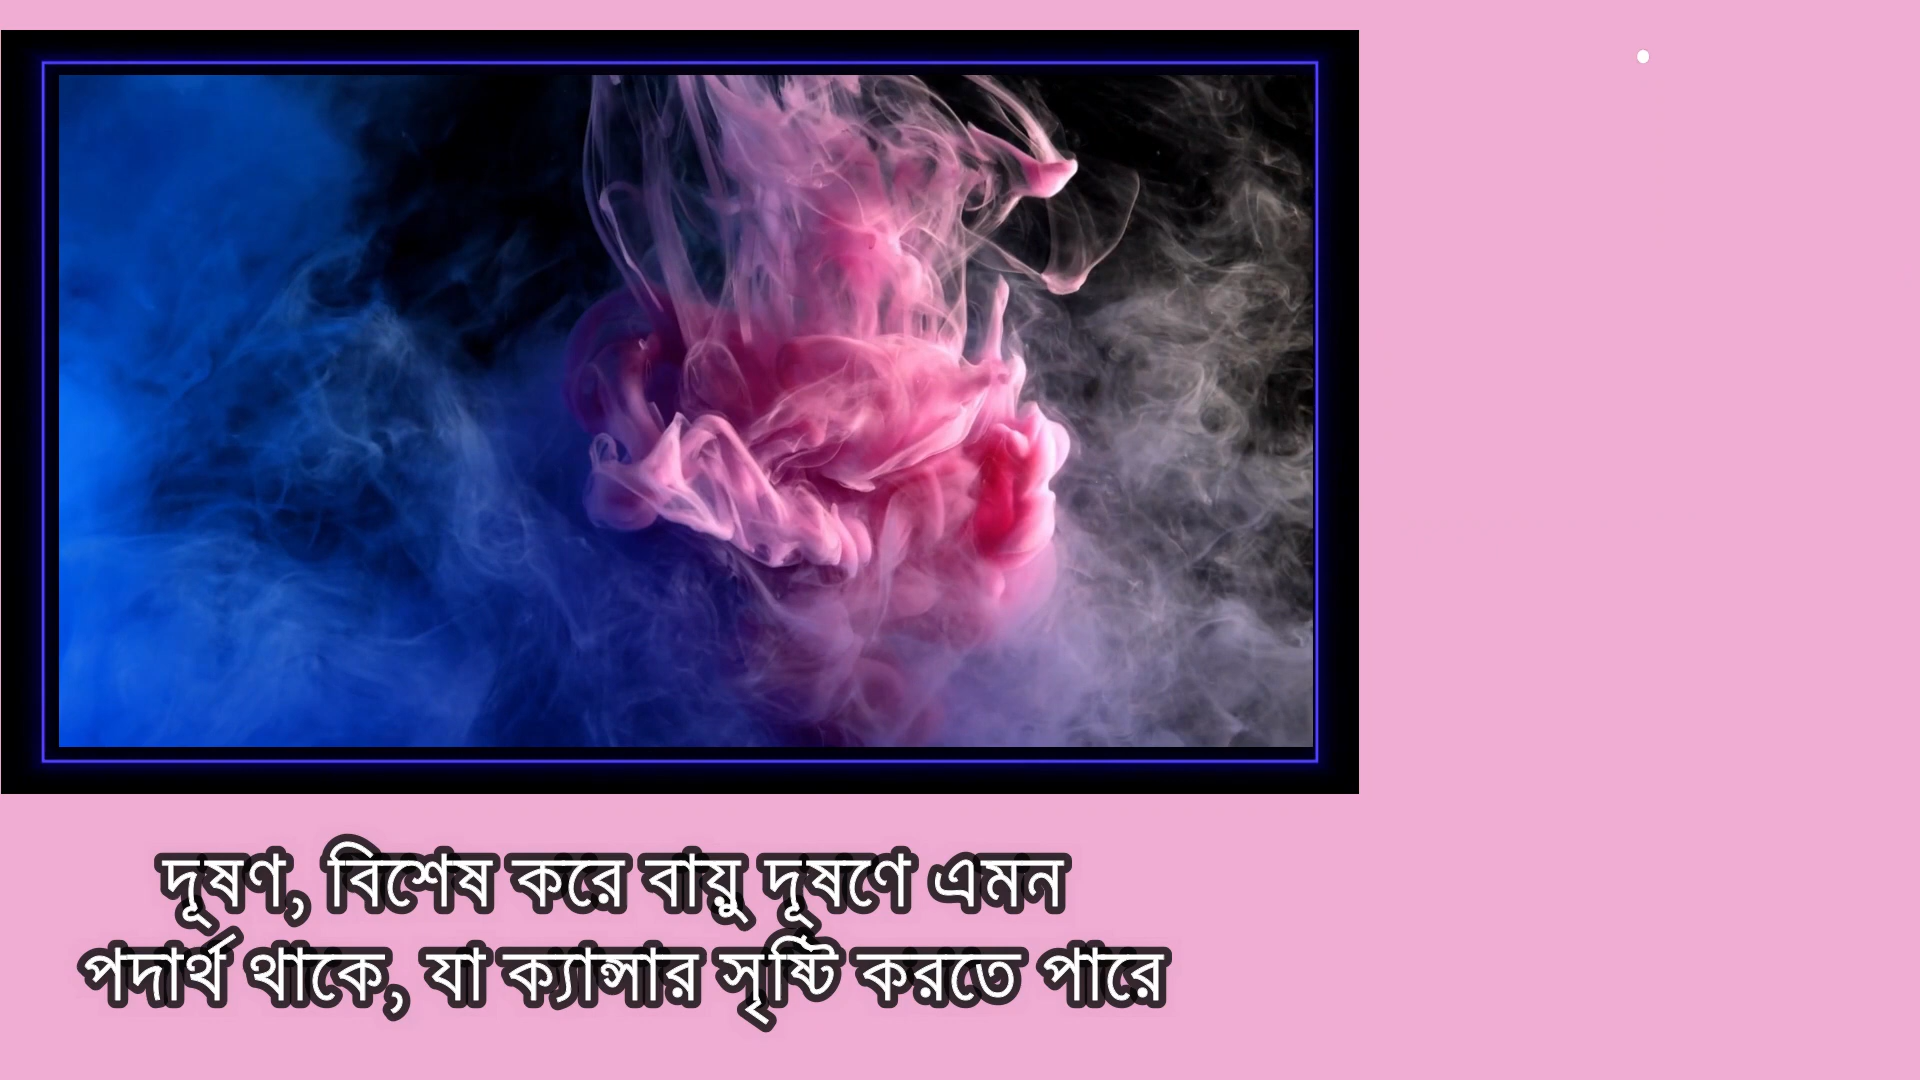 দূষণ, বিশেষ করে বায়ু দূষণে এমন
পদার্থ থাকে, যা ক্যান্সার সৃষ্টি করতে পারে